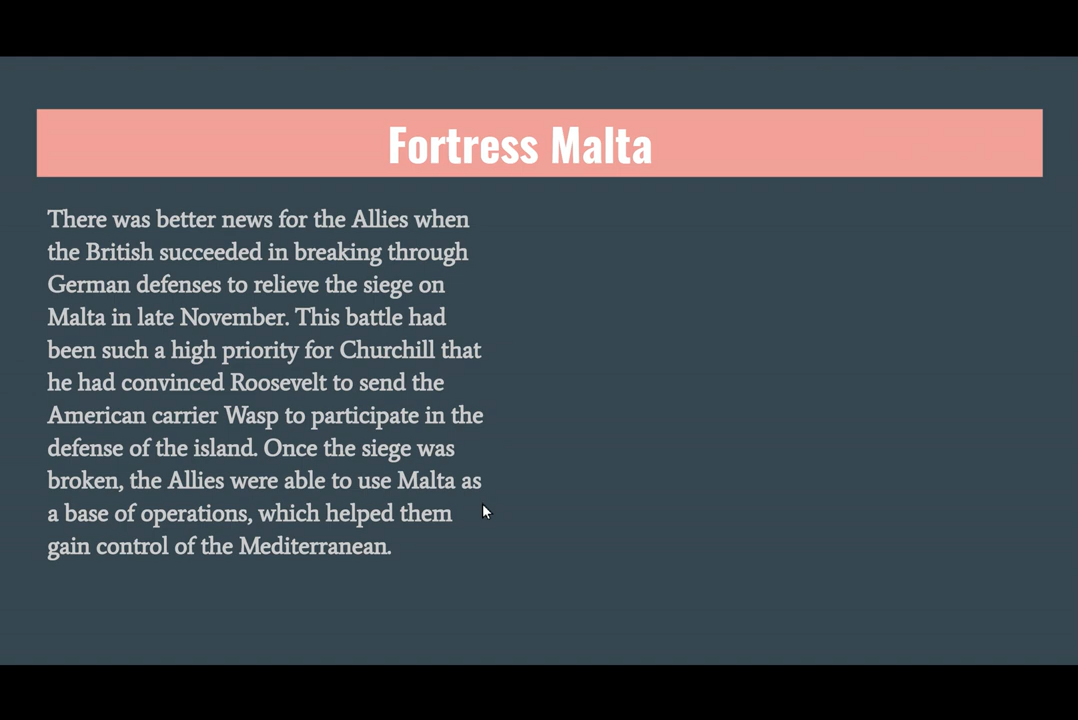 Fortress Malta
There was better news for the Allies when
the British succeeded in breaking through
German defenses to relieve the siege on
Malta in late November. This battle had
been such a high priority for Churchill that
he had convinced Roosevelt to send the
American carrier Wasp to participate in the
defense of the island. Once the siege was
broken, the Allies were able to use Malta as
a base of operations, which helped them
gain control of the Mediterranean.